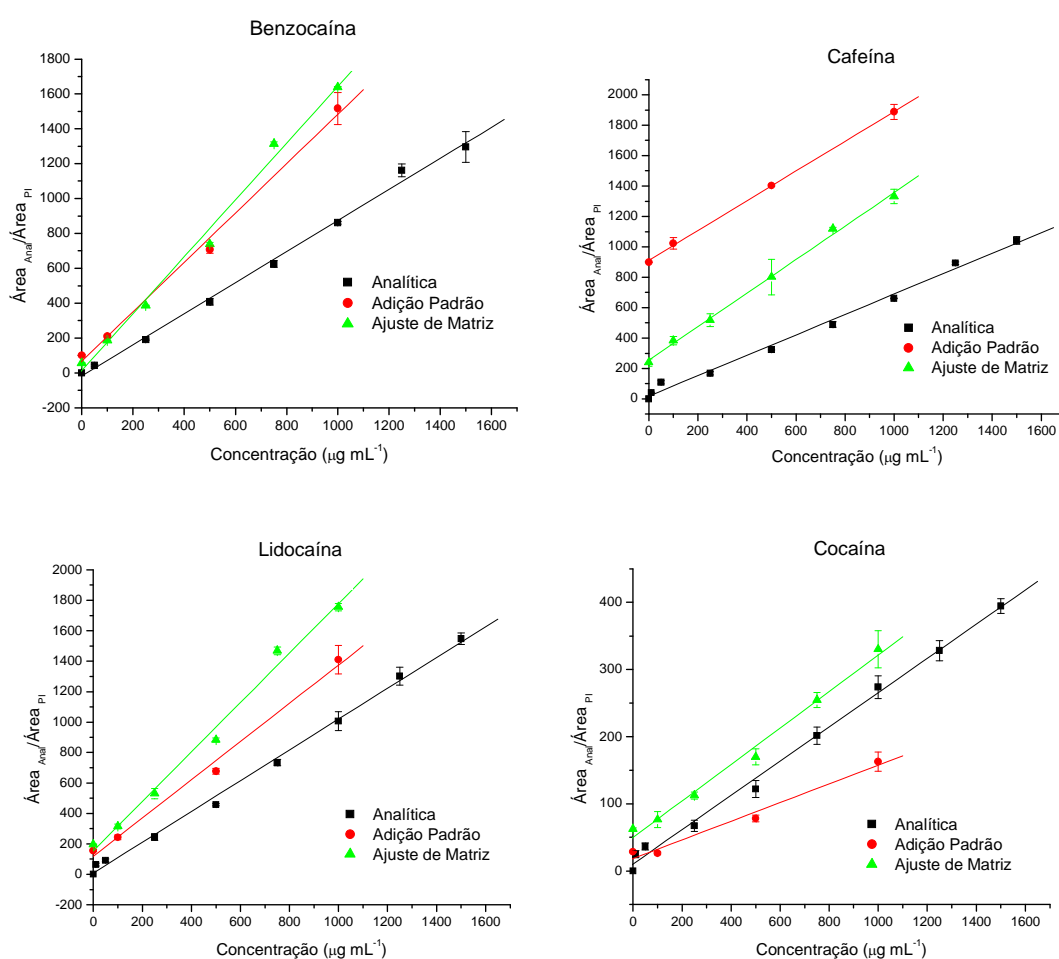 Benzocaína
1800
1600
1400
1200
1000
800
600
400
200
0
-200
Área Anal/Área PI
Analítica
Adição Padrão
Ajuste de Matriz
0 200 400 600 800 1000 1200 1400 1600
Concentração (μg mL-1)
Cafeína
2000
1800
1600
1400
1200
1000
800
600
400
200
0
Área Anal/Área PI
Analítica
Adição Padrão
Ajuste de Matriz
0 200 400 600 800 1000 1200 1400 1600
Concentração (μg mL-1)
Lidocaína
2000
1800
1600
1400
1200
1000
800
600
400
200
0
-200
Área Anal/Área PI
Analítica
Adição Padrão
Ajuste de Matriz
0 200 400 600 800 1000 1200 1400 1600
Concentração (μg mL-1)
Cocaína
400
300
200
100
0
Área Anal/Área PI
Analítica
Adição Padrão
Ajuste de Matriz
0 200 400 600 800 1000 1200 1400 1600
Concentração (μg mL-1)